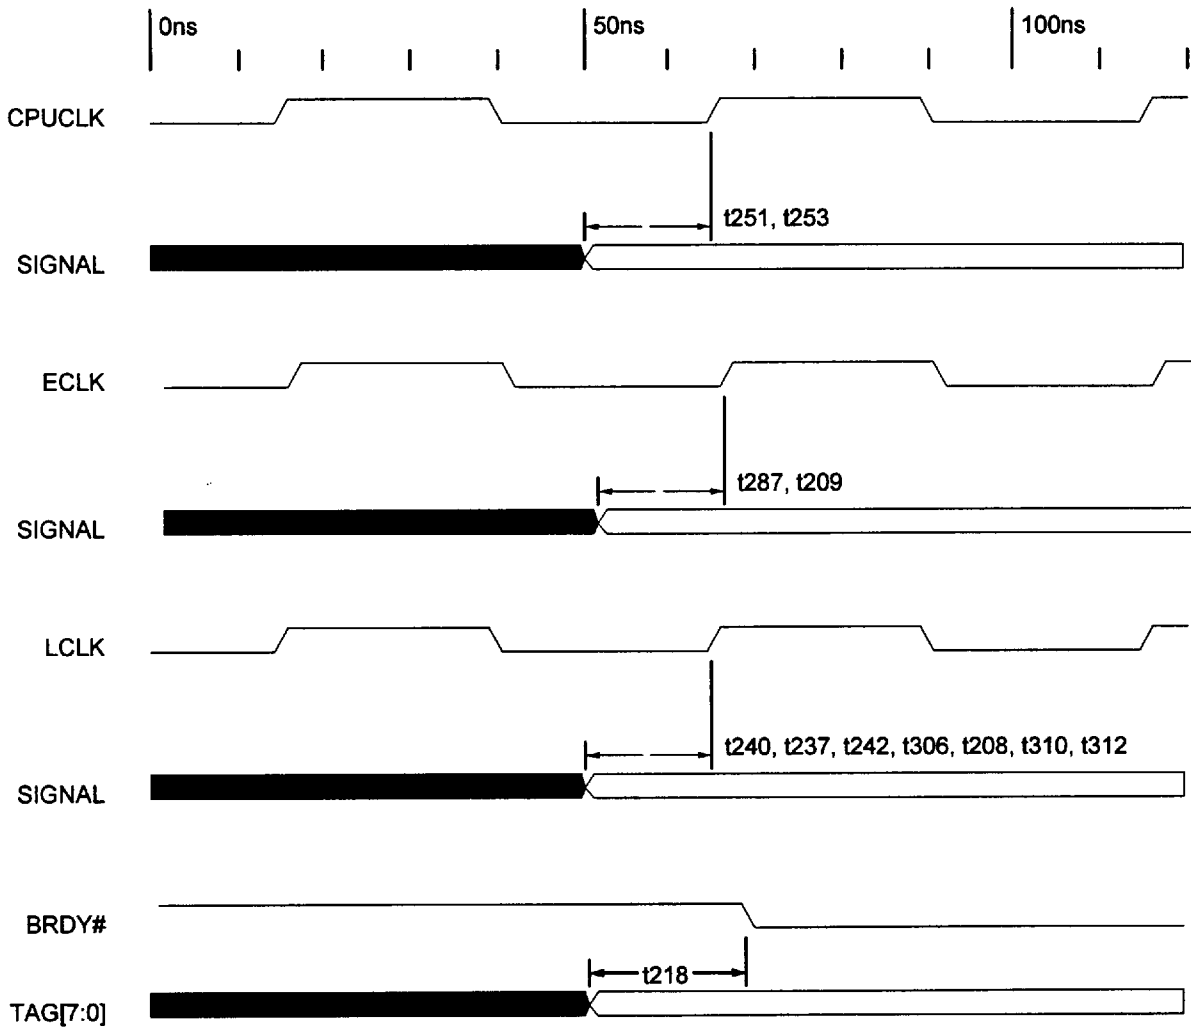 0ns 50ns 100ns
CPUCLK
t251, t253
SIGNAL
ECLK
t287, t209
SIGNAL
LCLK
t240, t237, t242, t306, t208, t310, t312
SIGNAL
BRDY#
t218
TAG[7:0]